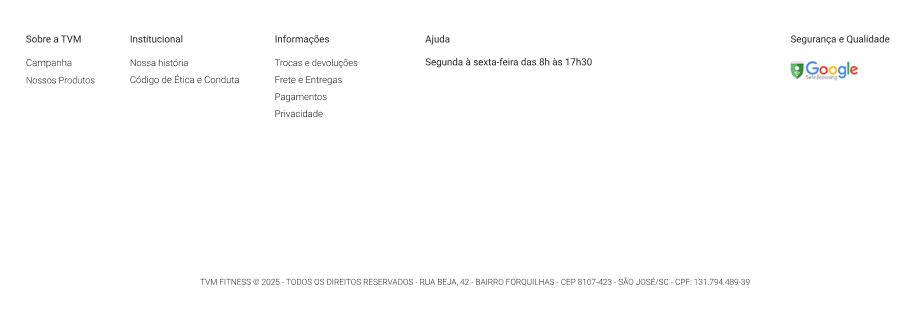 Sobre a TVM
Campanha
Nossos Produtos
Institucional
Nossa história
Código de Ética e Conduta
Informações
Trocas e devoluções
Frete e Entregas
Pagamentos
Privacidade
Ajuda
Segunda à sexta-feira das 8h às 17h30
Segurança e Qualidade
Google
Safe Browsing
TVM FITNESS © 2025 - TODOS OS DIREITOS RESERVADOS - RUA BEJA, 42 - BAIRRO FORQUILHAS - CEP 8107-423 - SÃO JOSÉ/SC - CPF: 131.794.489-39